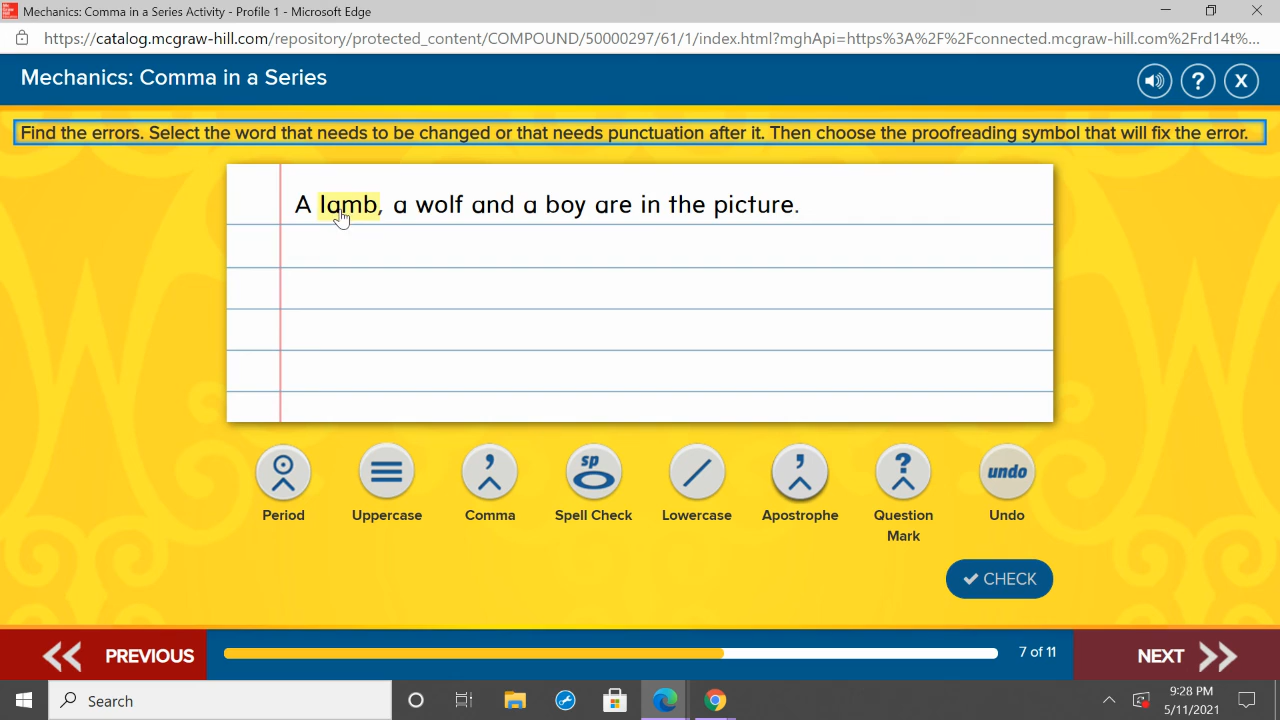 Mechanics: Comma in a Series Activity - Profile 1 - Microsoft Edge
https://catalog.mcgraw-hill.com/repository/protected_content/COMPOUND/50000297/61/1/index.html?mghApi=https%3A%2F%2Fconnected.mcgraw-hill.com%2Frd14t%...
Mechanics: Comma in a Series
? X
Find the errors. Select the word that needs to be changed or that needs punctuation after it. Then choose the proofreading symbol that will fix the error.
A lamb, a wolf and a boy are in the picture.
sp ? undo
Period Uppercase Comma Spell Check Lowercase Apostrophe Question Mark Undo
CHECK
PREVIOUS 7 of 11 NEXT
Search 9:28 PM
5/11/2021